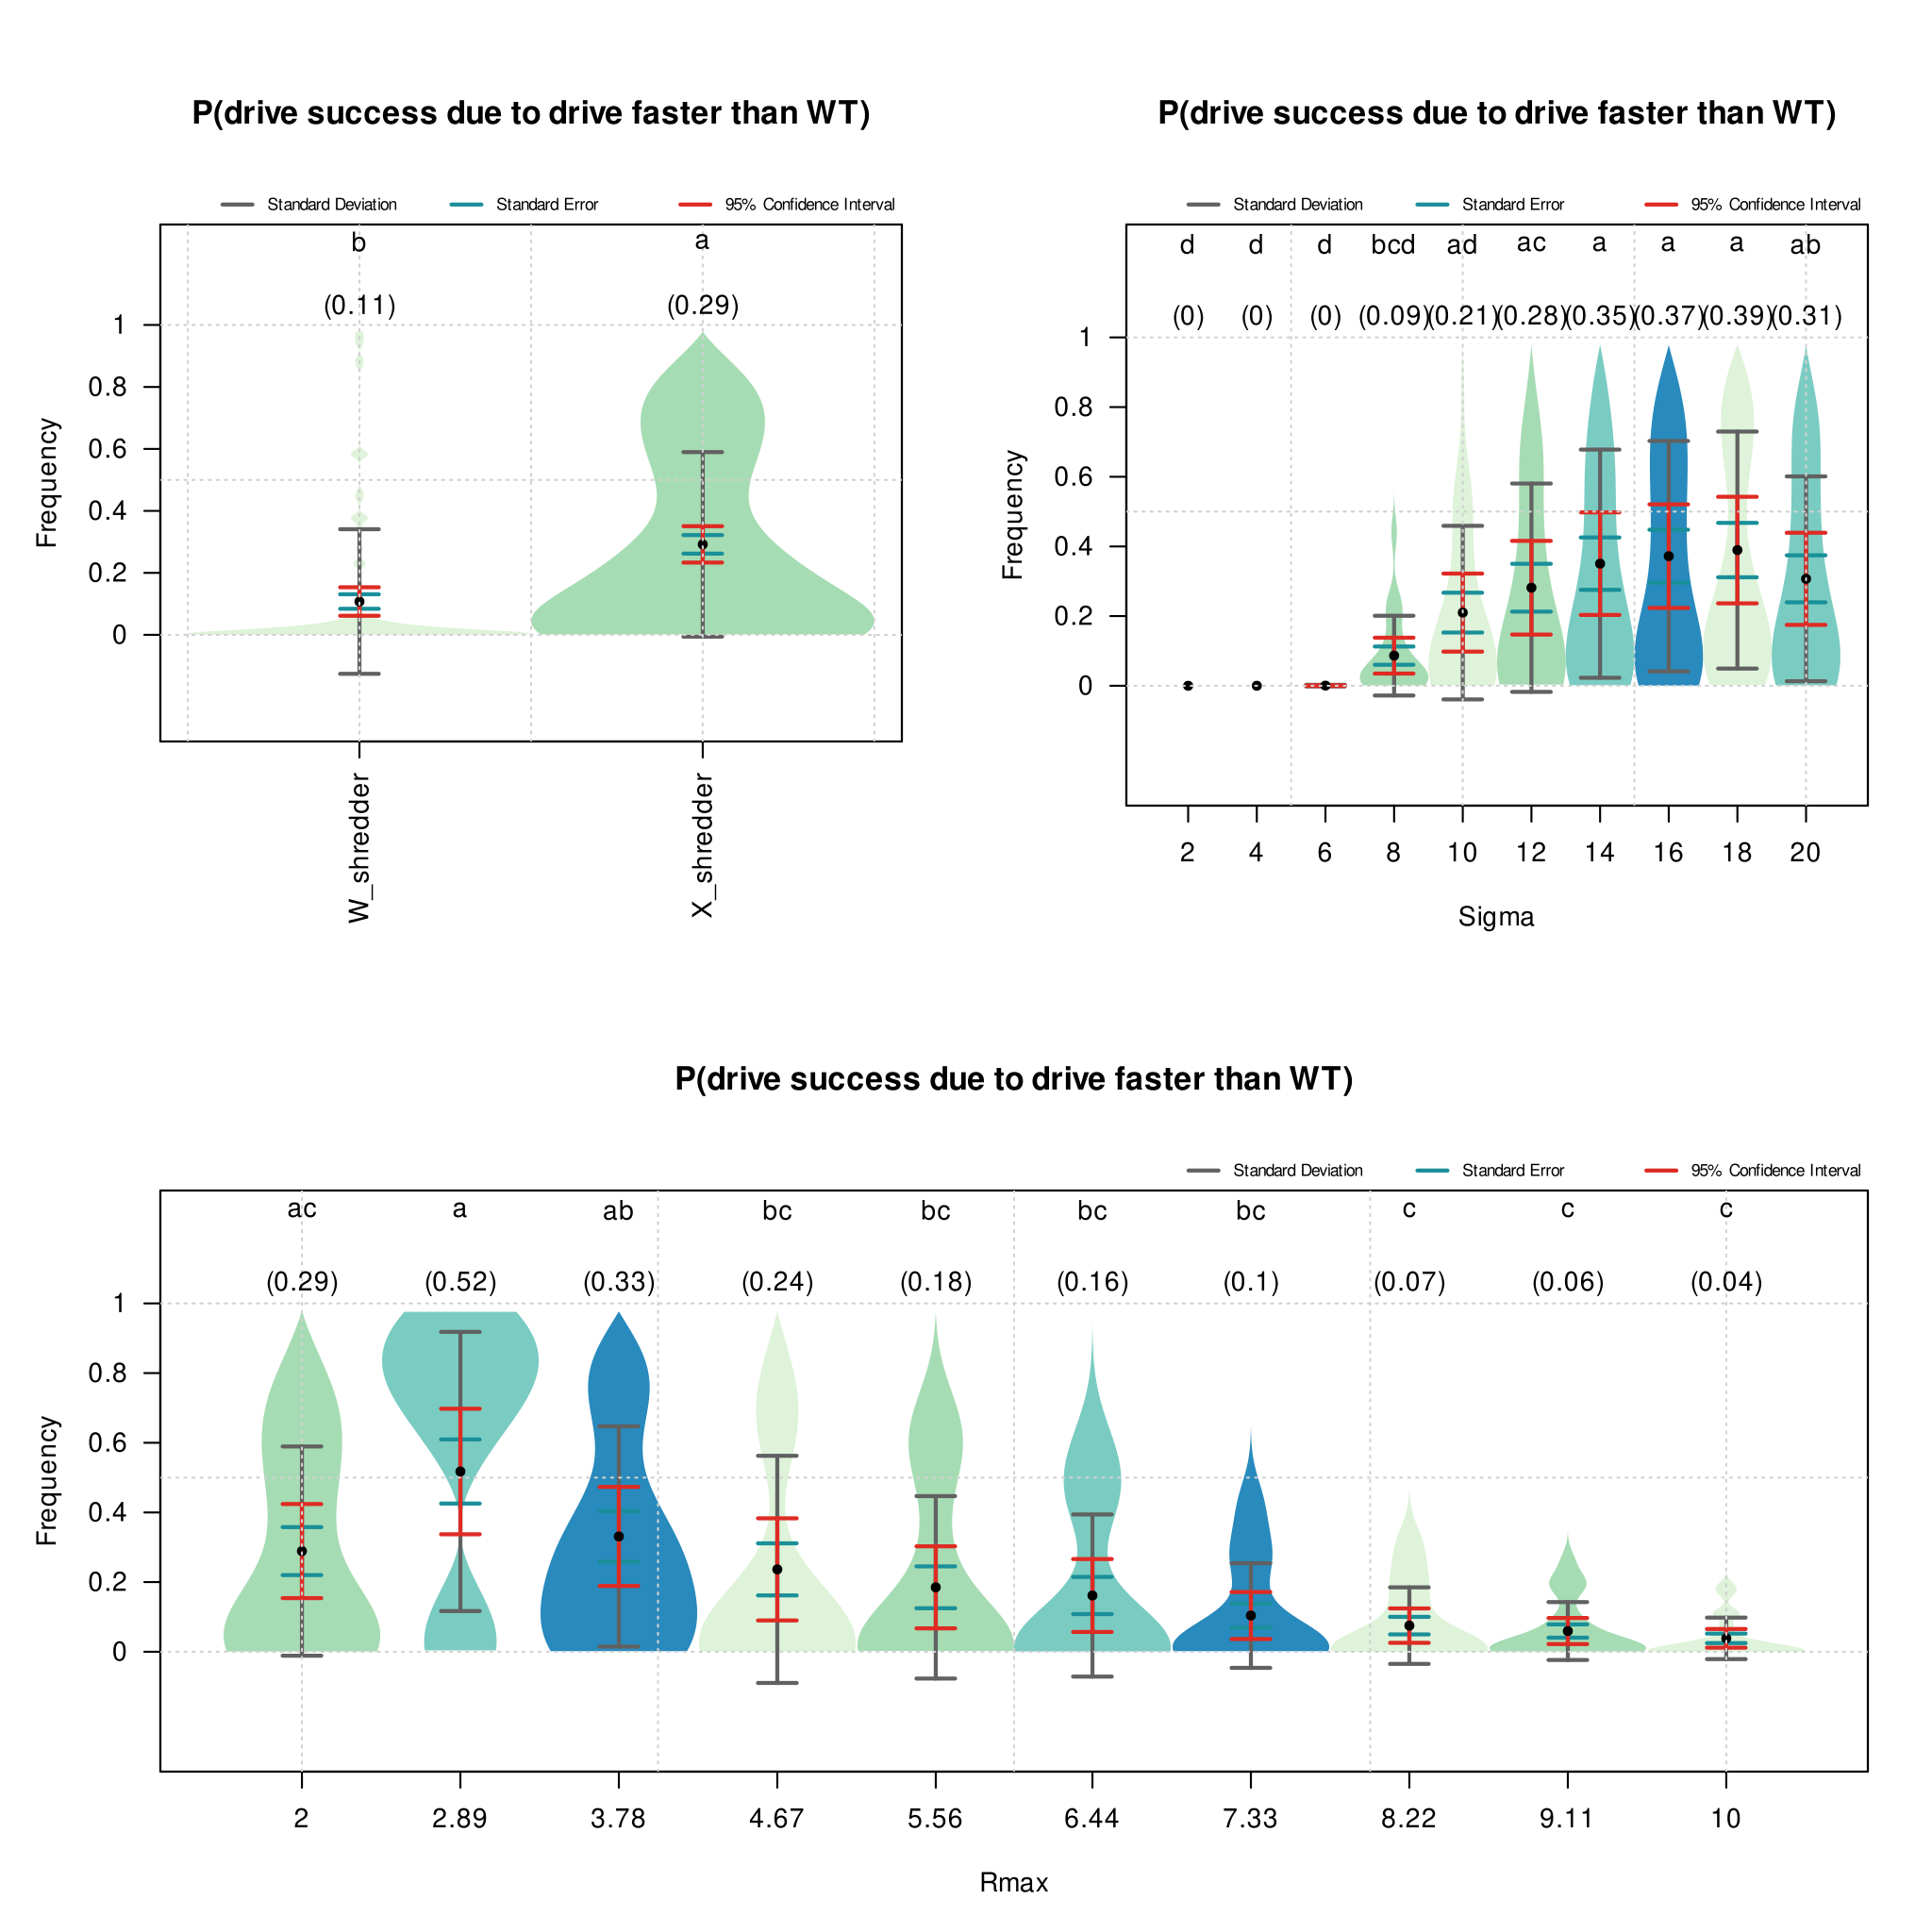 P(drive success due to drive faster than WT)
Standard Deviation Standard Error 95% Confidence Interval
b a
(0.11) (0.29)
1
0.8
0.6
0.4
0.2
0
Frequency
W_shredder X_shredder
P(drive success due to drive faster than WT)
Standard Deviation Standard Error 95% Confidence Interval
d d d bcd ad ac a a a ab
(0) (0) (0) (0.09) (0.21) (0.28) (0.35) (0.37) (0.39) (0.31)
1
0.8
0.6
0.4
0.2
0
Frequency
2 4 6 8 10 12 14 16 18 20
Sigma
P(drive success due to drive faster than WT)
Standard Deviation Standard Error 95% Confidence Interval
ac a ab bc bc bc bc c c c
(0.29) (0.52) (0.33) (0.24) (0.18) (0.16) (0.1) (0.07) (0.06) (0.04)
1
0.8
0.6
0.4
0.2
0
Frequency
2 2.89 3.78 4.67 5.56 6.44 7.33 8.22 9.11 10
Rmax